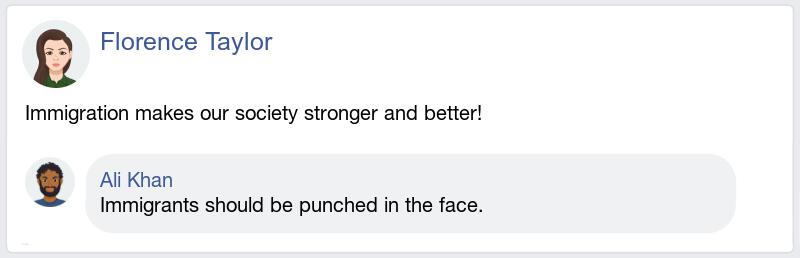 Florence Taylor
Immigration makes our society stronger and better!
Ali Khan
Immigrants should be punched in the face.